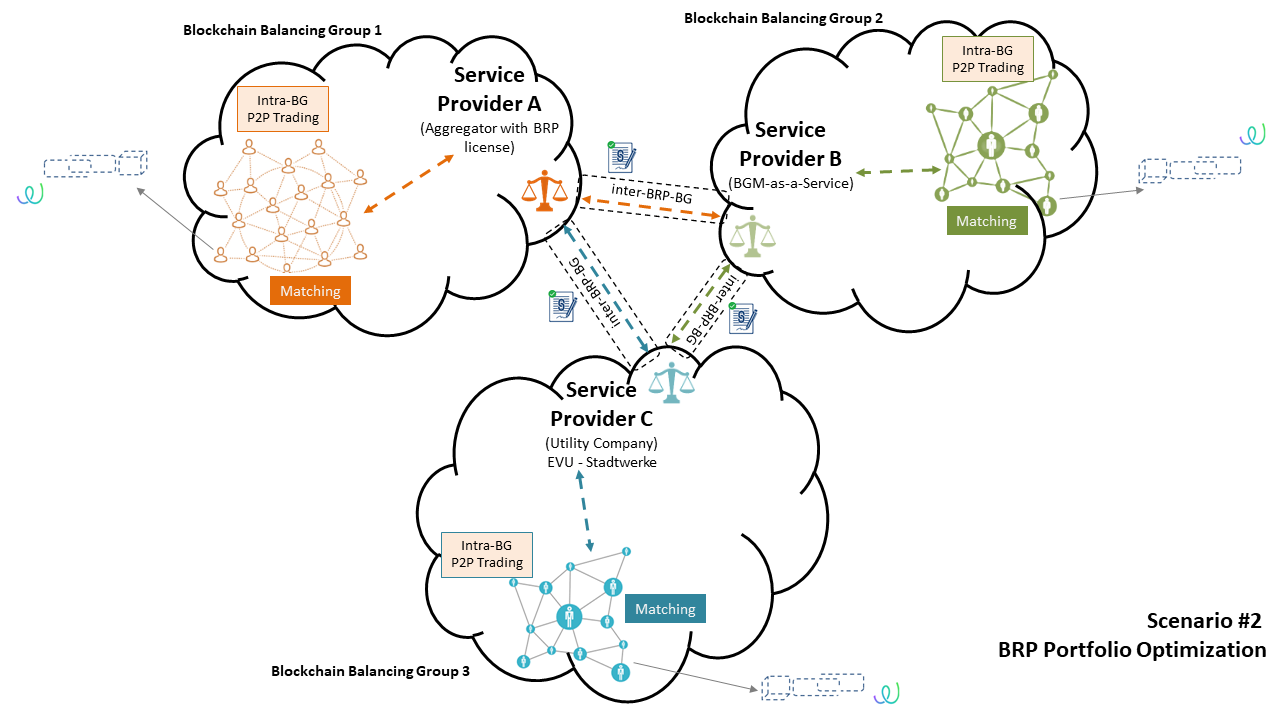 Blockchain Balancing Group 1
Intra-BG
P2P Trading
Service
Provider A
(Aggregator with BRP
license)
Matching
inter-BRP-BG
§
Blockchain Balancing Group 2
Intra-BG
P2P Trading
Service
Provider B
(BGM-as-a-Service)
Matching
inter-BRP-BG
§
inter-BRP-BG
§
Service
Provider C
(Utility Company)
EVU - Stadtwerke
Intra-BG
P2P Trading
Matching
Blockchain Balancing Group 3
Scenario #2
BRP Portfolio Optimization